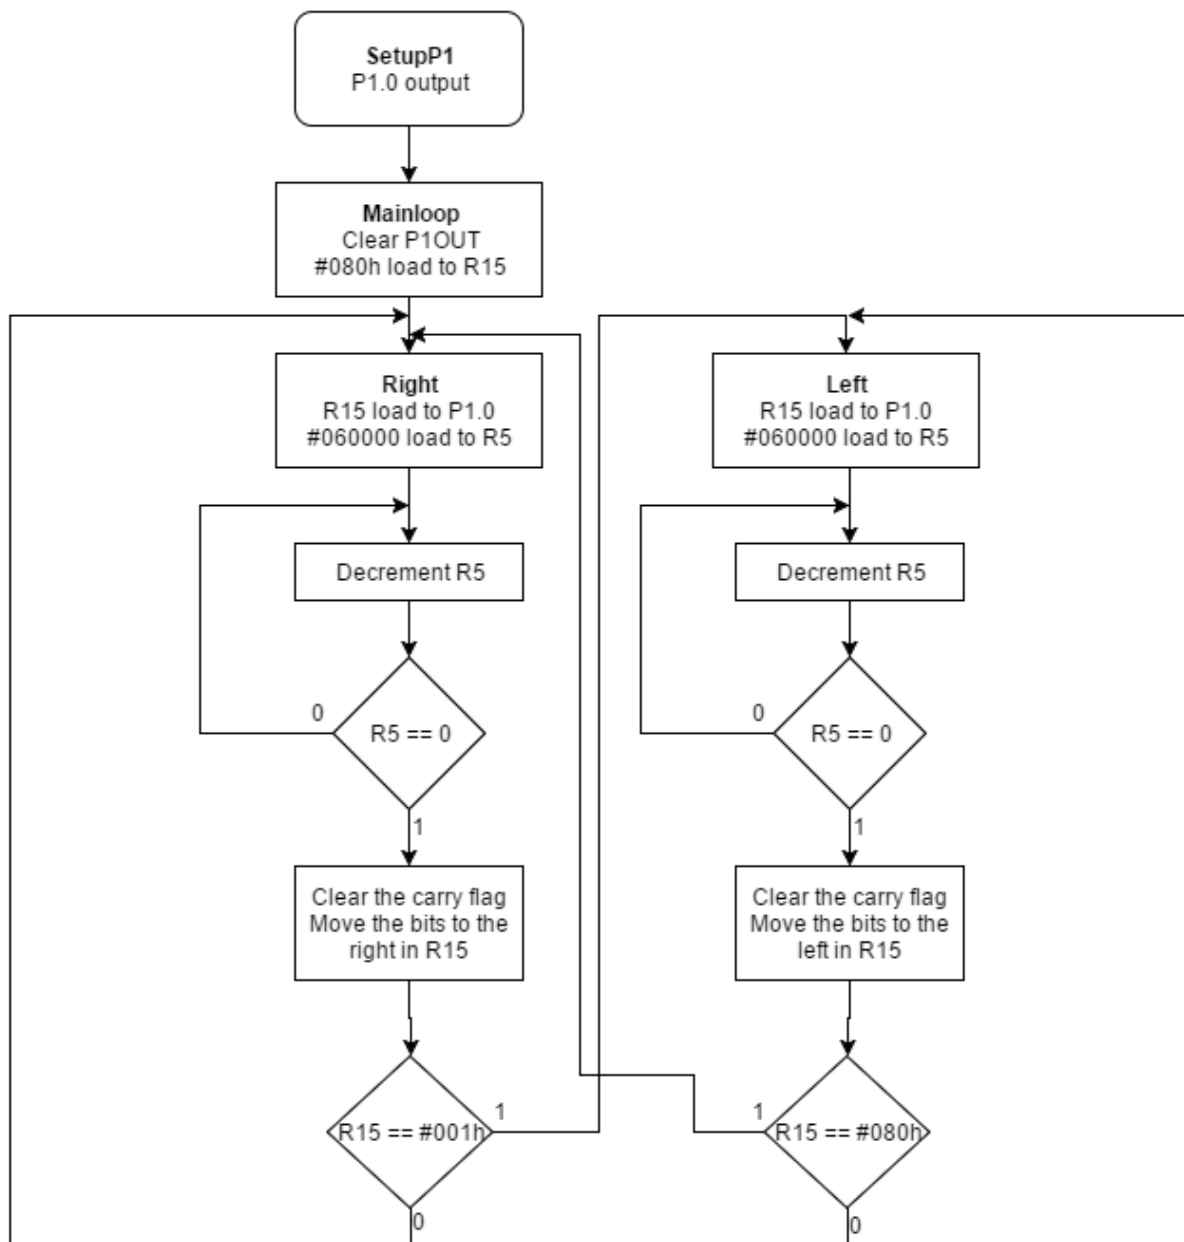 SetupP1
P1.0 output
Mainloop
Clear P1OUT
#080h load to R15
Right
R15 load to P1.0
#060000 load to R5
Decrement R5
0
R5 == 0
1
Clear the carry flag
Move the bits to the
right in R15
1
R15 == #001h
0
Left
R15 load to P1.0
#060000 load to R5
Decrement R5
0
R5 == 0
1
Clear the carry flag
Move the bits to the
left in R15
1
R15 == #080h
0